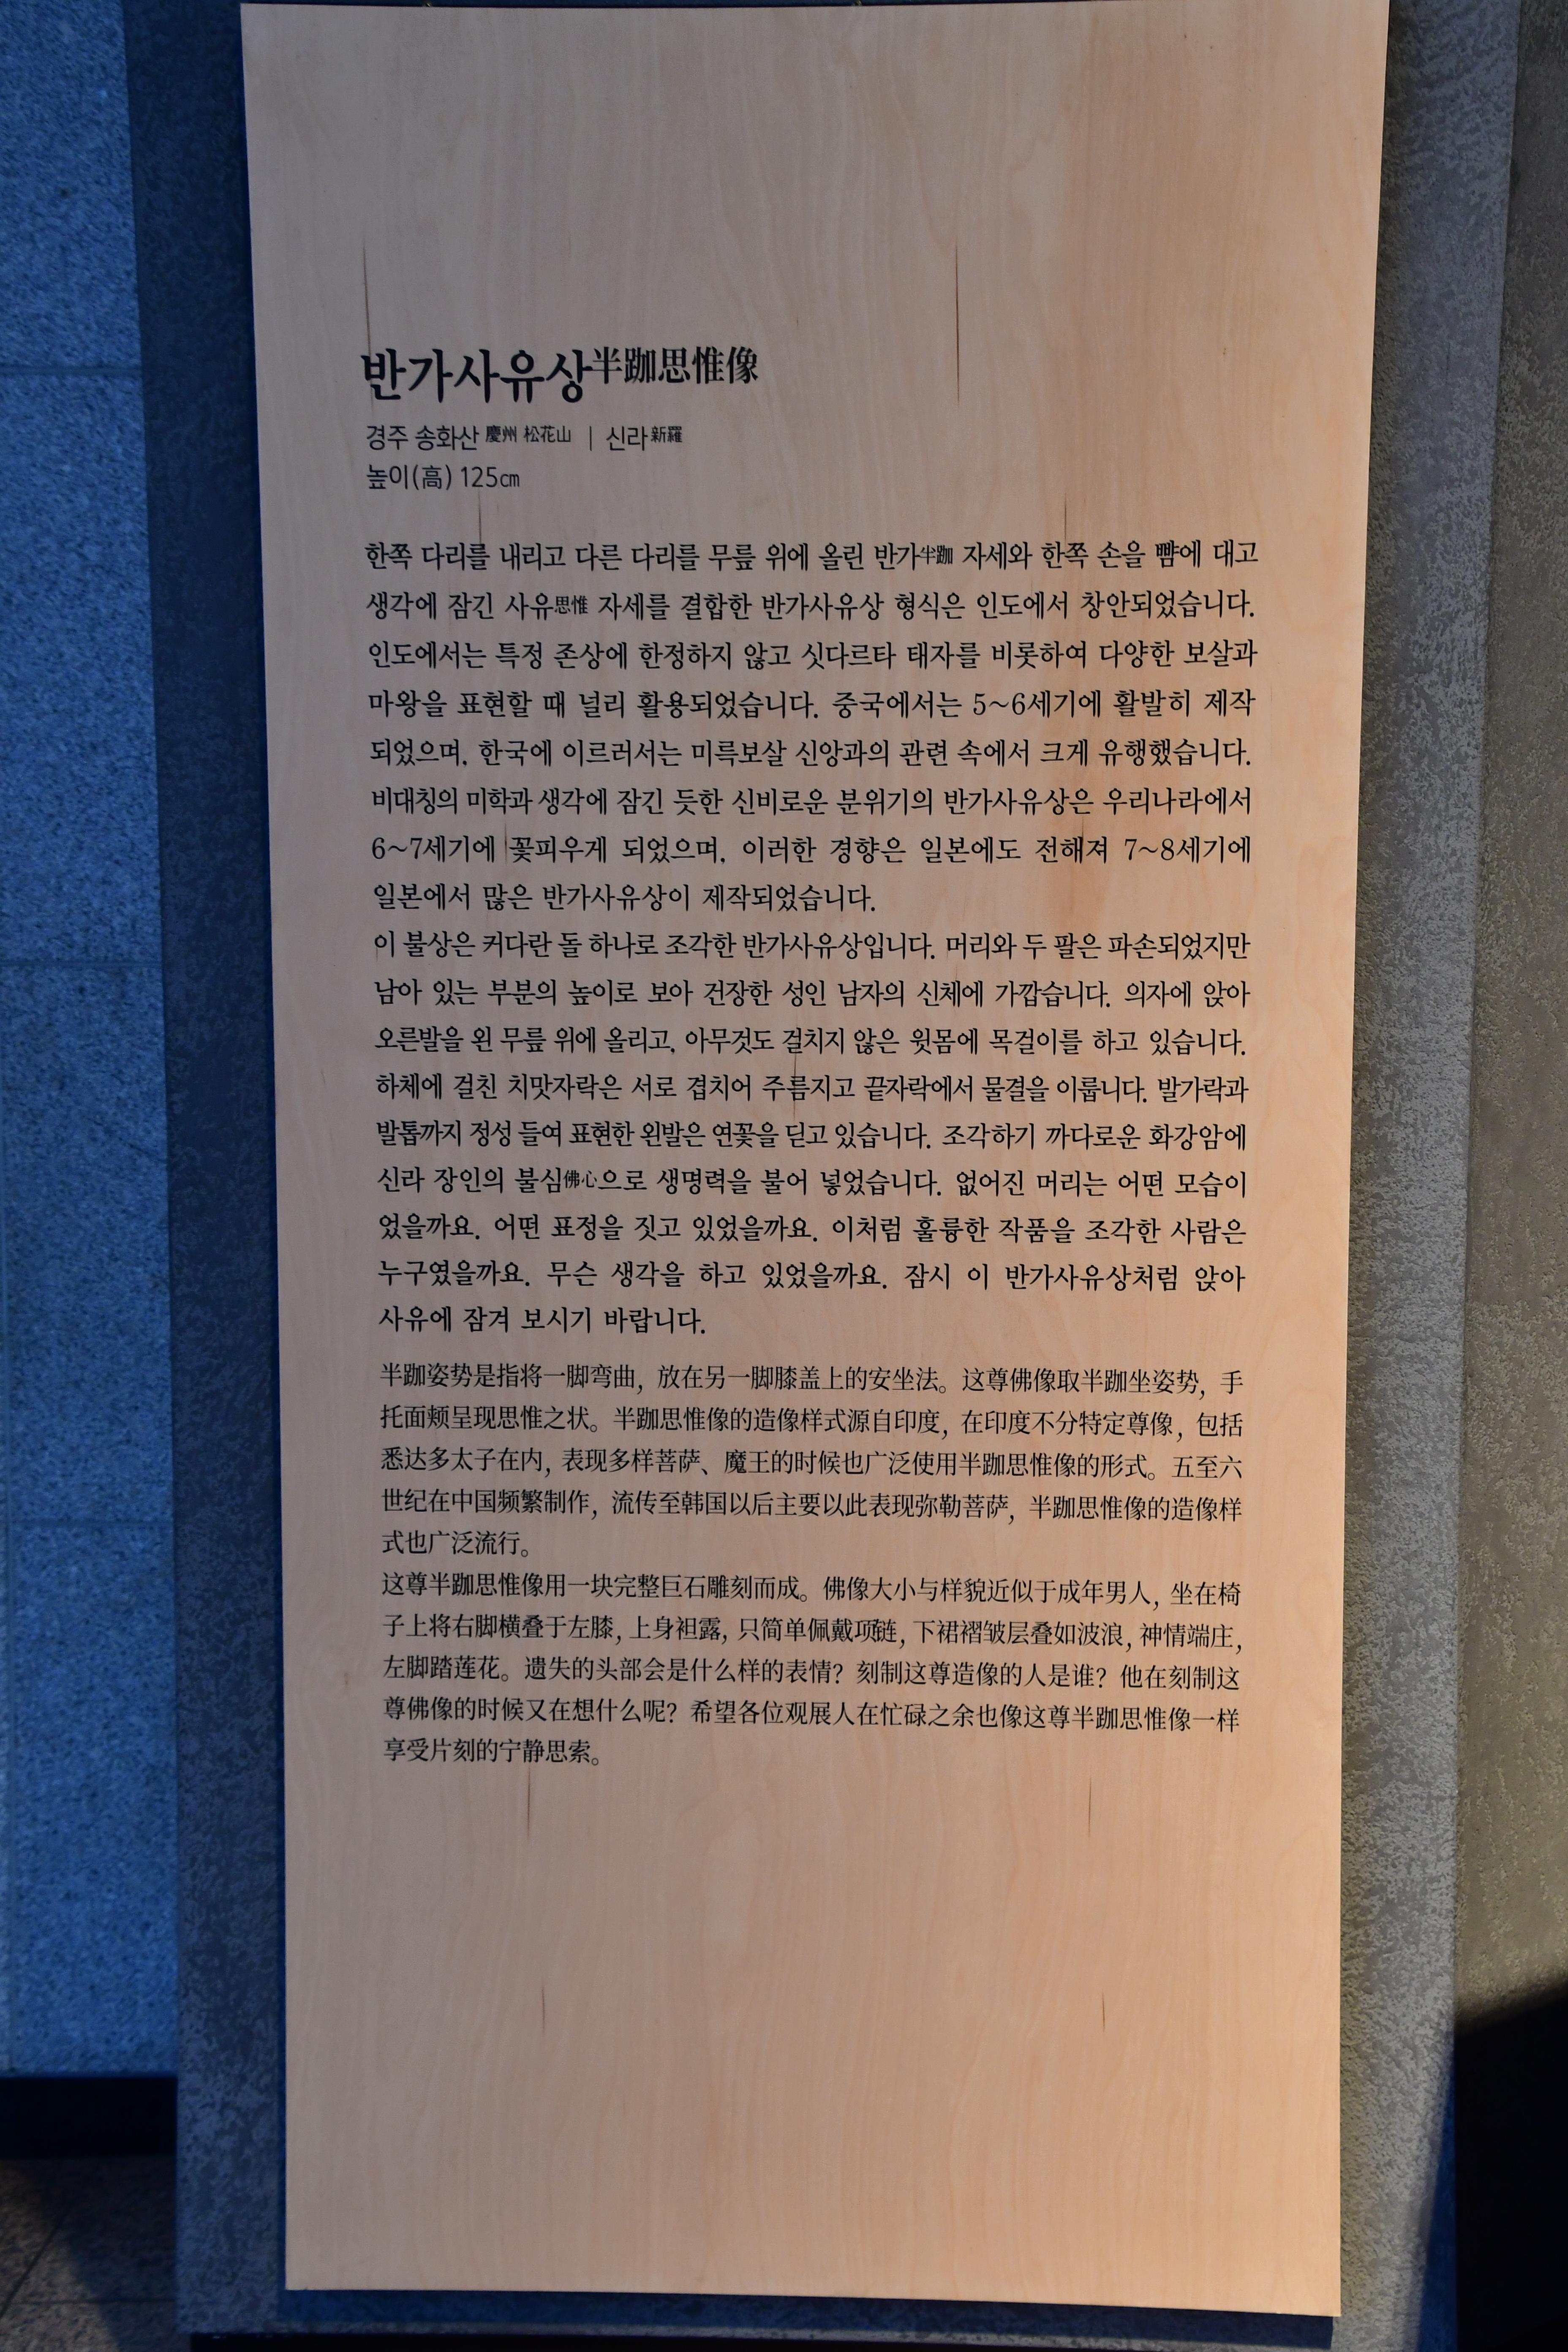 반가사유상半跏思惟像
경주 송화산 慶州 松花山 | 신라 新羅
높이(高) 125㎝
한쪽 다리를 내리고 다른 다리를 무릎 위에 올린 반가半跏 자세와 한쪽 손을 뺨에 대고
생각에 잠긴 사유思惟 자세를 결합한 반가사유상 형식은 인도에서 창안되었습니다.
인도에서는 특정 존상에 한정하지 않고 싯다르타 태자를 비롯하여 다양한 보살과
마왕을 표현할 때 널리 활용되었습니다. 중국에서는 5~6세기에 활발히 제작
되었으며, 한국에 이르러서는 미륵보살 신앙과의 관련 속에서 크게 유행했습니다.
비대칭의 미학과 생각에 잠긴 듯한 신비로운 분위기의 반가사유상은 우리나라에서
6~7세기에 꽃피우게 되었으며, 이러한 경향은 일본에도 전해져 7~8세기에
일본에서 많은 반가사유상이 제작되었습니다.
이 불상은 커다란 돌 하나로 조각한 반가사유상입니다. 머리와 두 팔은 파손되었지만
남아 있는 부분의 높이로 보아 건장한 성인 남자의 신체에 가깝습니다. 의자에 앉아
오른발을 왼 무릎 위에 올리고, 아무것도 걸치지 않은 윗몸에 목걸이를 하고 있습니다.
하체에 걸친 치맛자락은 서로 겹치어 주름지고 끝자락에서 물결을 이룹니다. 발가락과
발톱까지 정성 들여 표현한 왼발은 연꽃을 딛고 있습니다. 조각하기 까다로운 화강암에
신라 장인의 불심佛心으로 생명력을 불어 넣었습니다. 없어진 머리는 어떤 모습이
었을까요. 어떤 표정을 짓고 있었을까요. 이처럼 훌륭한 작품을 조각한 사람은
누구였을까요. 무슨 생각을 하고 있었을까요. 잠시 이 반가사유상처럼 앉아
사유에 잠겨 보시기 바랍니다.
半跏姿势是指将一脚弯曲，放在另一脚膝盖上的安坐法。这尊佛像取半跏坐姿势，手
托面颊呈现思惟之状。半跏思惟像的造像样式源自印度，在印度不分特定尊像，包括
悉达多太子在内，表现多样菩萨、魔王的时候也广泛使用半跏思惟像的形式。五至六
世纪在中国频繁制作，流传至韩国以后主要以此表现弥勒菩萨，半跏思惟像的造像样
式也广泛流行。
这尊半跏思惟像用一块完整巨石雕刻而成。佛像大小与样貌近似于成年男人，坐在椅
子上将右脚横叠于左膝，上身袒露，只简单佩戴项链，下裙褶皱层叠如波浪，神情端庄，
左脚踏莲花。遗失的头部会是什么样的表情？刻制这尊造像的人是谁？他在刻制这
尊佛像的时候又在想什么呢？希望各位观展人在忙碌之余也像这尊半跏思惟像一样
享受片刻的宁静思索。